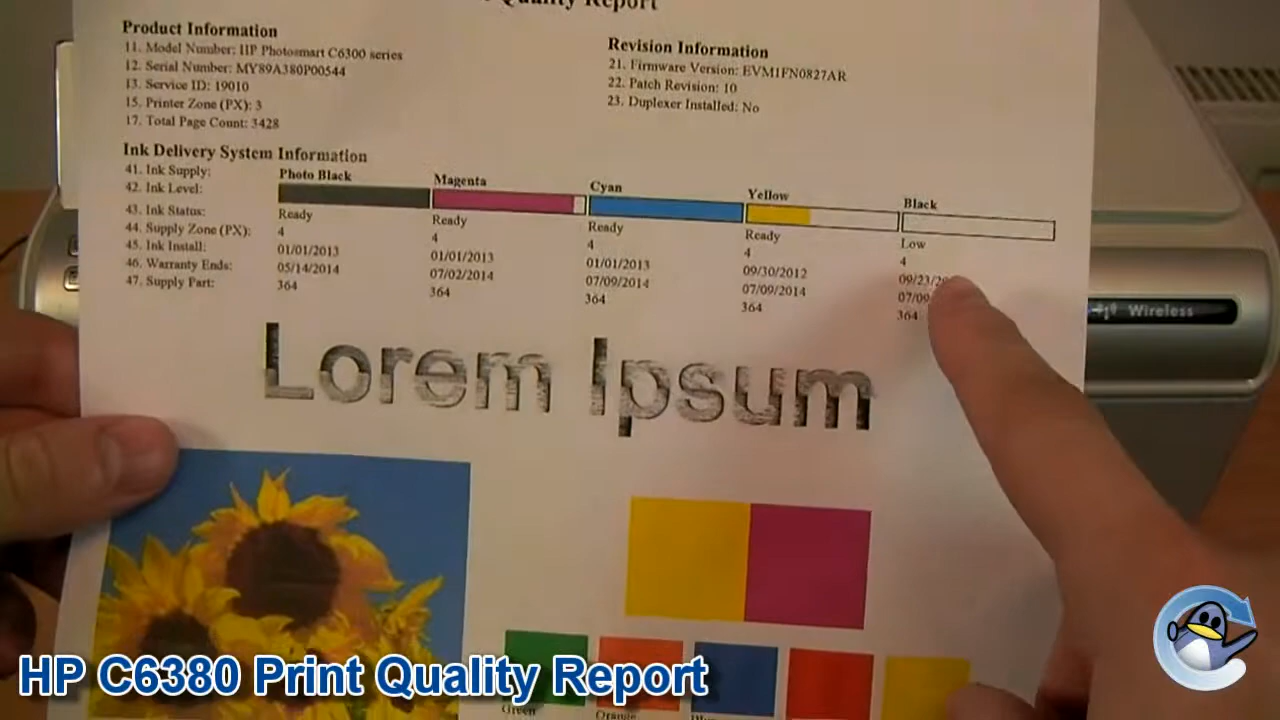 Quality Report
Product Information
11. Model Number: HP Photosmart C6300 series
12. Serial Number: MY89A380P00544
13. Service ID: 19010
15. Printer Zone (PX): 3
17. Total Page Count: 3428
Revision Information
21. Firmware Version: EVM1FN0827AR
22. Patch Revision: 10
23. Duplexer Installed: No
Ink Delivery System Information
41. Ink Supply: Photo Black Magenta Cyan Yellow Black
42. Ink Level:
43. Ink Status: Ready Ready Ready Ready Low
44. Supply Zone (PX): 4 4 4 4 4
45. Ink Install: 01/01/2013 01/01/2013 01/01/2013 09/30/2012 09/23/
46. Warranty Ends: 05/14/2014 07/02/2014 07/09/2014 07/09/2014 07/09
47. Supply Part: 364 364 364 364 364
Lorem Ipsum
Green Orange
Wireless
HP C6380 Print Quality Report